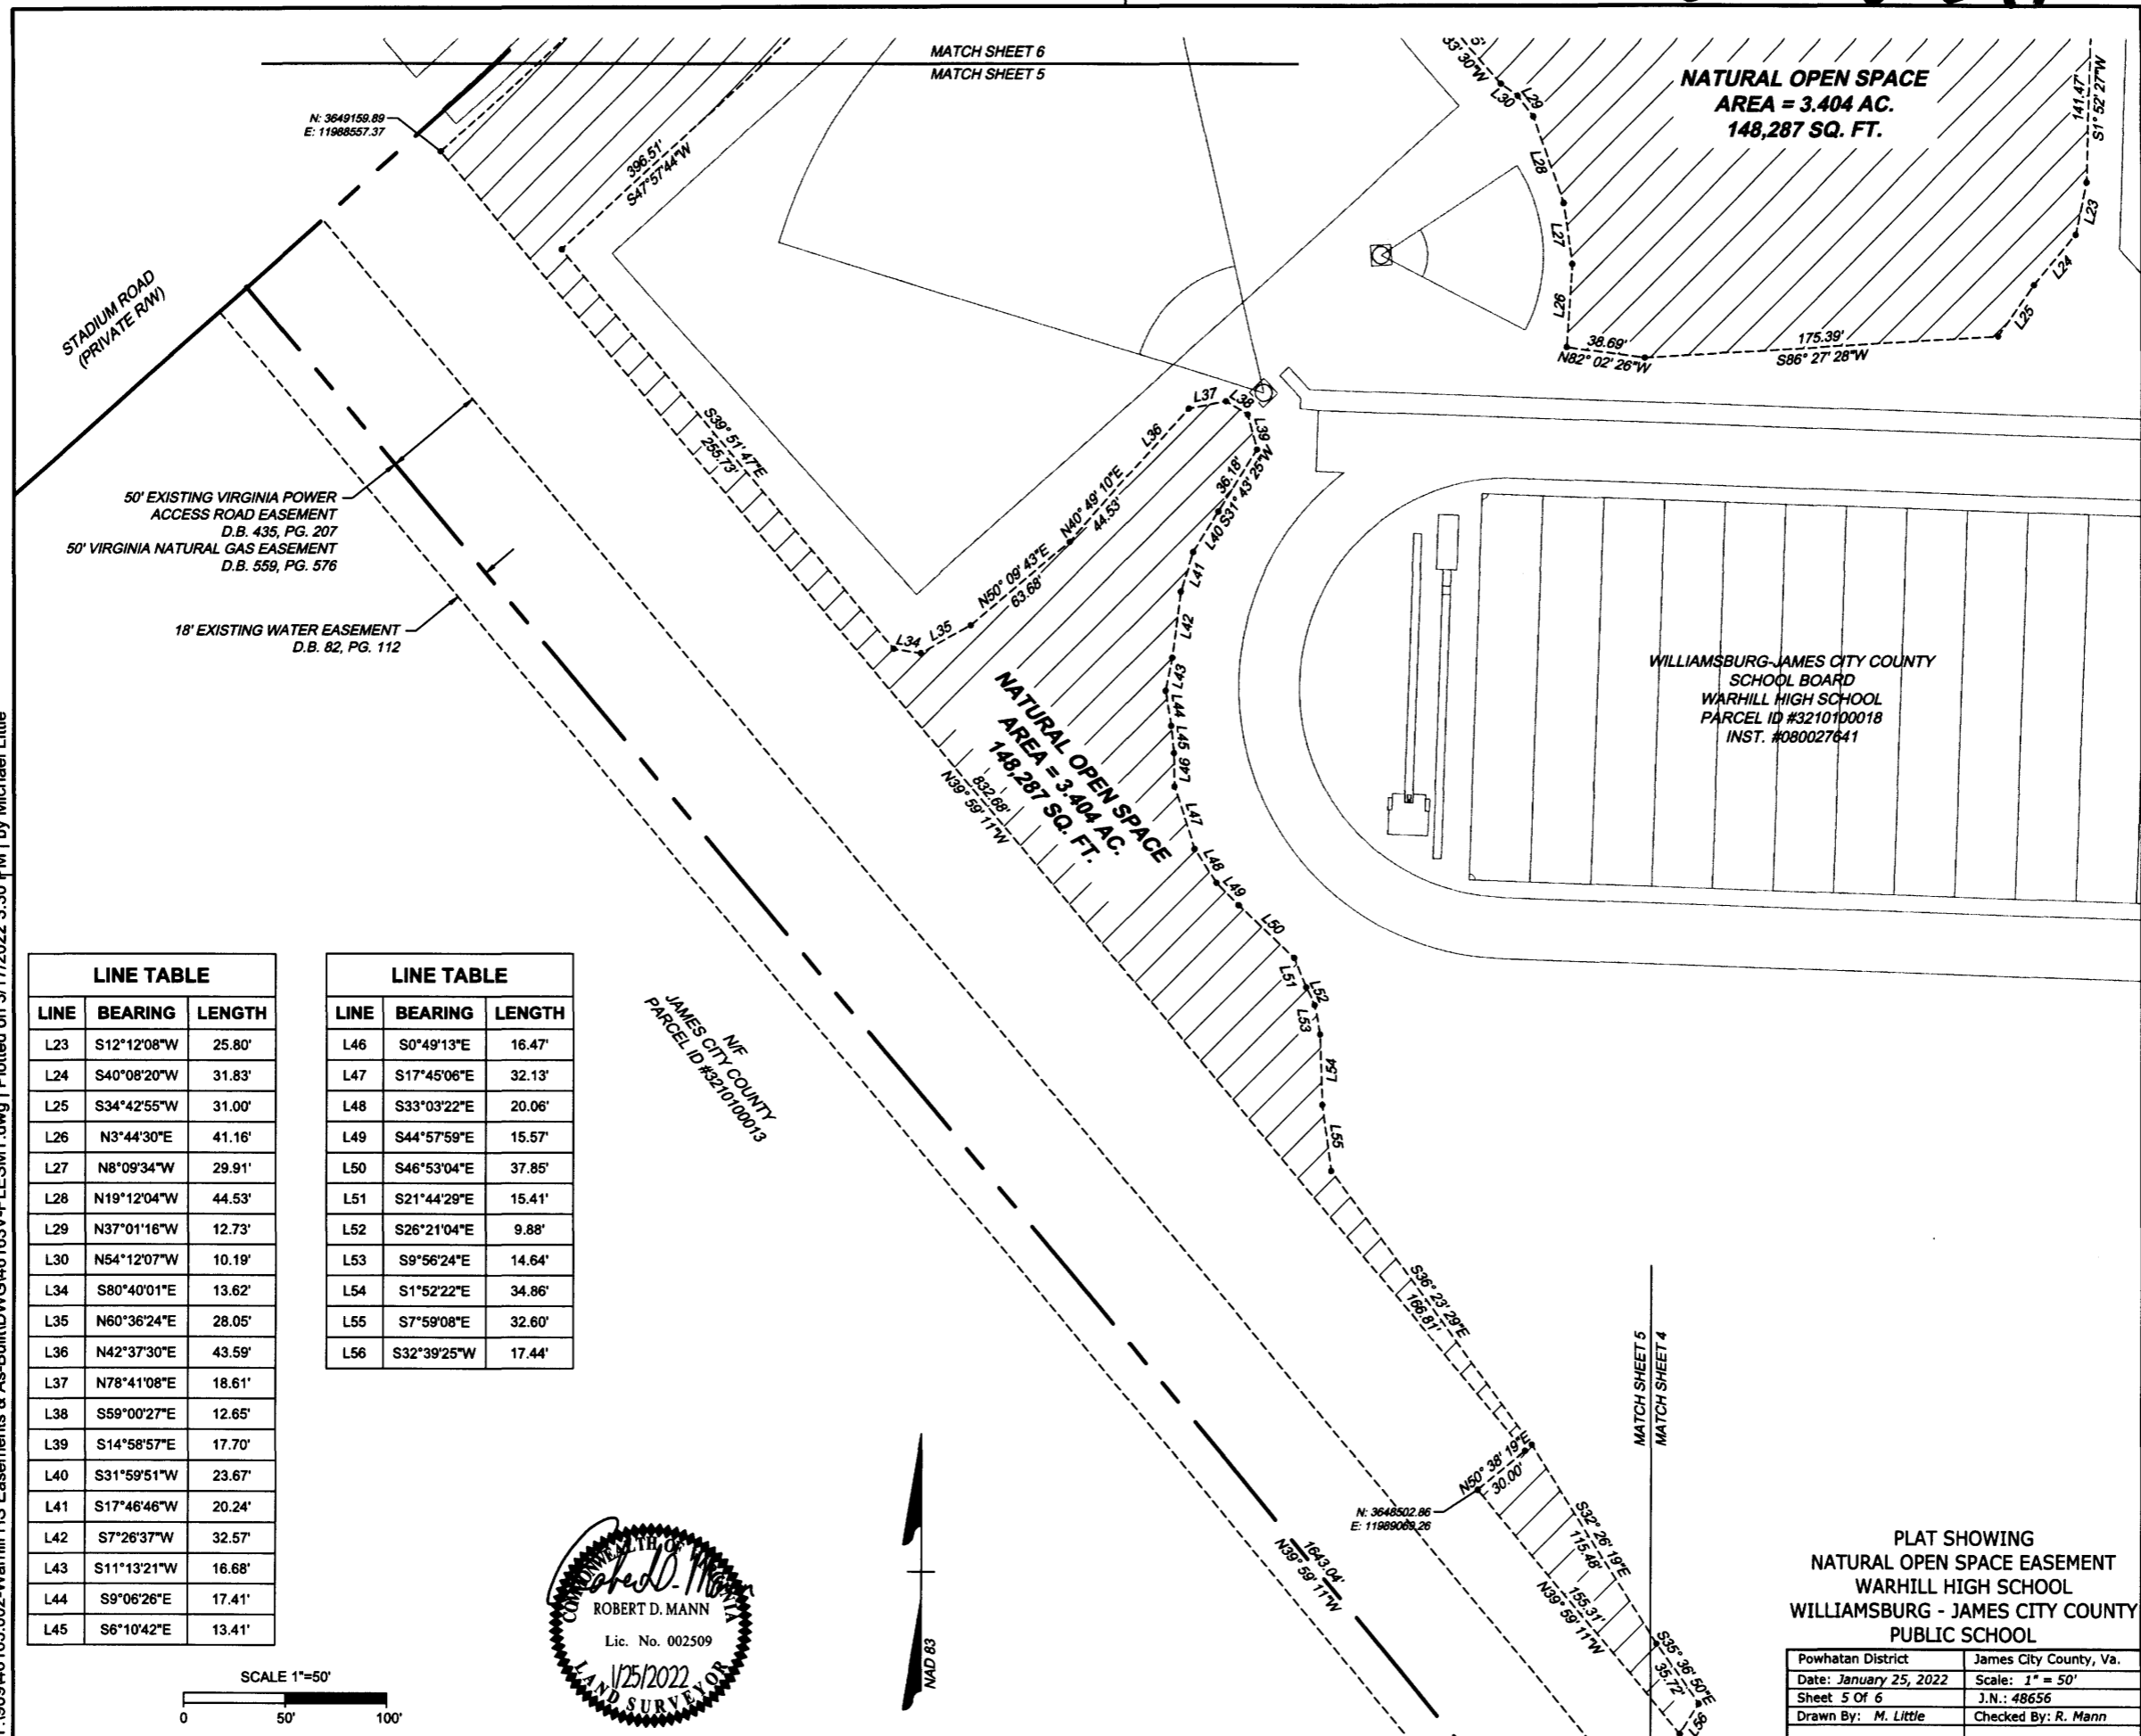 MATCH SHEET 6
MATCH SHEET 5
N: 3649159.89
E: 11988557.37
396.51'
S47°57'44"W
33' 30"W
L30
L29
L28
L27
L26
NATURAL OPEN SPACE
AREA = 3.404 AC.
148,287 SQ. FT.
141.47'
S1° 52' 27"W
L23
L24
L25
38.69'
N82° 02' 26"W
175.39'
S86° 27' 28"W
STADIUM ROAD
(PRIVATE R/W)
50' EXISTING VIRGINIA POWER
ACCESS ROAD EASEMENT
D.B. 435, PG. 207
50' VIRGINIA NATURAL GAS EASEMENT
D.B. 559, PG. 576
18' EXISTING WATER EASEMENT
D.B. 82, PG. 112
S39° 51' 47"E
255.73'
L34
L35
N50° 09' 43"E
63.68'
N40° 49' 10"E
44.53'
L36
L37
L38
L39
36.18'
S31° 43' 25"W
L40
L41
L42
L43
L44
L45
L46
L47
L48
L49
L50
L51
L52
L53
L54
L55
NATURAL OPEN SPACE
AREA = 3.404 AC.
148,287 SQ. FT.
832.68'
N39° 59' 11"W
WILLIAMSBURG-JAMES CITY COUNTY
SCHOOL BOARD
WARHILL HIGH SCHOOL
PARCEL ID #3210100018
INST. #080027641
N/F
JAMES CITY COUNTY
PARCEL ID #3210100013
S36° 23' 29"E
166.81'
N50° 38' 19"E
30.00'
N: 3648502.86
E: 11989069.26
1643.04'
N39° 59' 11"W
S32° 26' 19"E
115.48'
155.31'
N39° 59' 11"W
S35° 36' 50"E
35.72'
L56
MATCH SHEET 5
MATCH SHEET 4
LINE TABLE
LINE BEARING LENGTH
L23 S12°12'08"W 25.80'
L24 S40°08'20"W 31.83'
L25 S34°42'55"W 31.00'
L26 N3°44'30"E 41.16'
L27 N8°09'34"W 29.91'
L28 N19°12'04"W 44.53'
L29 N37°01'16"W 12.73'
L30 N54°12'07"W 10.19'
L34 S80°40'01"E 13.62'
L35 N60°36'24"E 28.05'
L36 N42°37'30"E 43.59'
L37 N78°41'08"E 18.61'
L38 S59°00'27"E 12.65'
L39 S14°58'57"E 17.70'
L40 S31°59'51"W 23.67'
L41 S17°46'46"W 20.24'
L42 S7°26'37"W 32.57'
L43 S11°13'21"W 16.68'
L44 S9°06'26"E 17.41'
L45 S6°10'42"E 13.41'
LINE TABLE
LINE BEARING LENGTH
L46 S0°49'13"E 16.47'
L47 S17°45'06"E 32.13'
L48 S33°03'22"E 20.06'
L49 S44°57'59"E 15.57'
L50 S46°53'04"E 37.85'
L51 S21°44'29"E 15.41'
L52 S26°21'04"E 9.88'
L53 S9°56'24"E 14.64'
L54 S1°52'22"E 34.86'
L55 S7°59'08"E 32.60'
L56 S32°39'25"W 17.44'
SCALE 1"=50'
0 50' 100'
COMMONWEALTH OF VIRGINIA
Robert D. Mann
ROBERT D. MANN
Lic. No. 002509
1/25/2022
LAND SURVEYOR
NAD 83
PLAT SHOWING
NATURAL OPEN SPACE EASEMENT
WARHILL HIGH SCHOOL
WILLIAMSBURG - JAMES CITY COUNTY
PUBLIC SCHOOL
Powhatan District James City County, Va.
Date: January 25, 2022 Scale: 1" = 50'
Sheet 5 Of 6 J.N.: 48656
Drawn By: M. Little Checked By: R. Mann